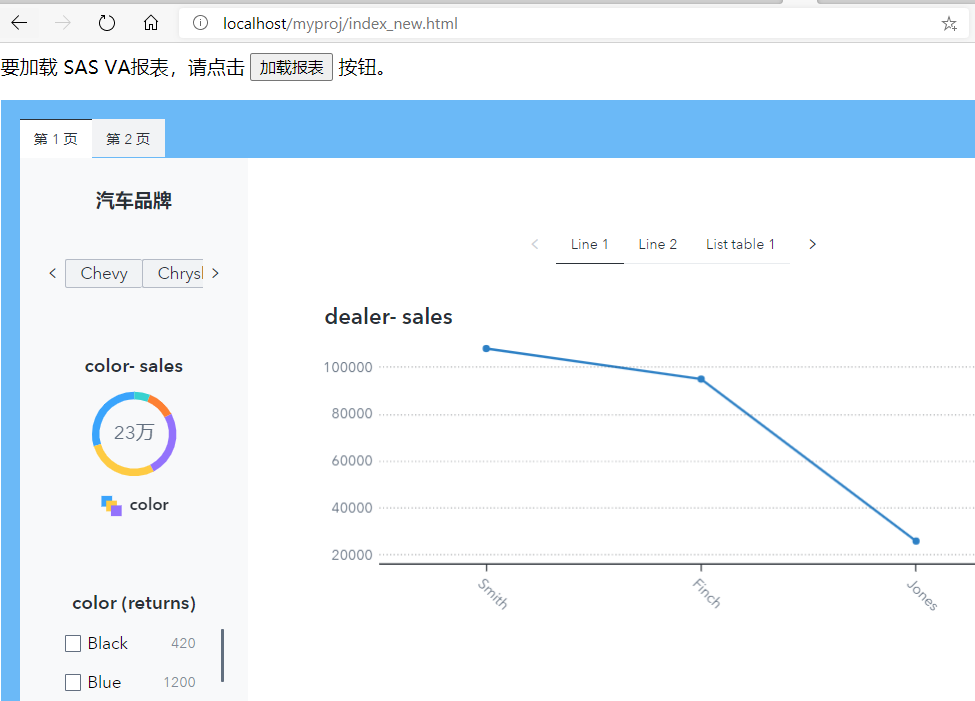 localhost/myproj/index_new.html
要加载 SAS VA报表，请点击 加载报表 按钮。
第 1 页 第 2 页
汽车品牌
Chevy
color- sales
23万
color
color (returns)
Black 420
Blue 1200
Line 1 Line 2 List table 1
dealer- sales
100000
80000
60000
40000
20000
Smith Finch Jones